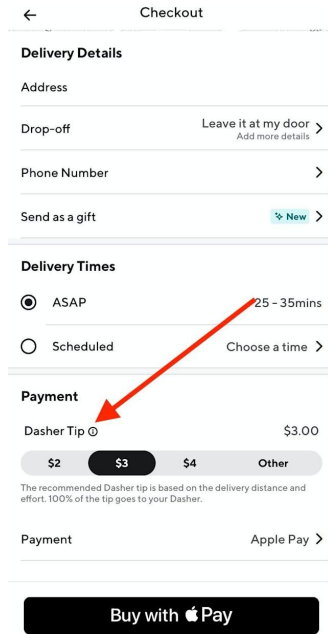 Checkout
Delivery Details
Address
Drop-off
Leave it at my door
Add more details
Phone Number
Send as a gift
New
Delivery Times
ASAP
25 - 35mins
Scheduled
Choose a time
Payment
Dasher Tip
$3.00
$2 $3 $4 Other
The recommended Dasher tip is based on the delivery distance and
effort. 100% of the tip goes to your Dasher.
Payment
Apple Pay
Buy with Pay